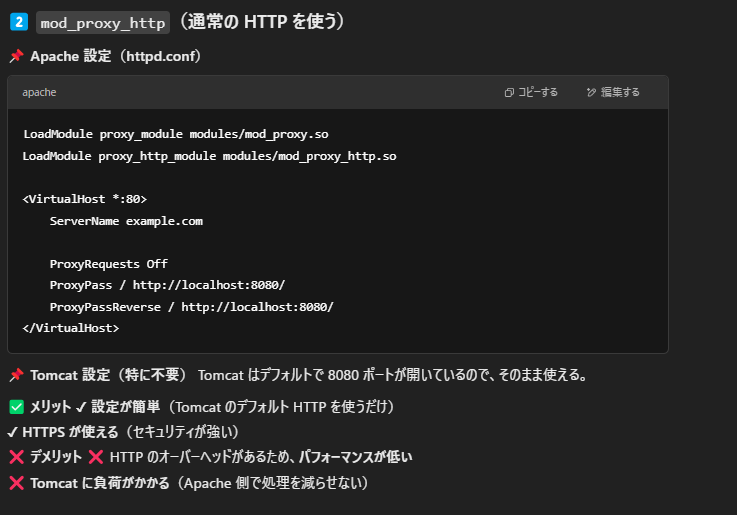 2 mod_proxy_http（通常の HTTP を使う）
📌 Apache 設定（httpd.conf）
apache コピーする 編集する
LoadModule proxy_module modules/mod_proxy.so
LoadModule proxy_http_module modules/mod_proxy_http.so
<VirtualHost *:80>
ServerName example.com
ProxyRequests Off
ProxyPass / http://localhost:8080/
ProxyPassReverse / http://localhost:8080/
</VirtualHost>
📌 Tomcat 設定（特に不要） Tomcat はデフォルトで 8080 ポートが開いているので、そのまま使える。
✅ メリット ✔ 設定が簡単（Tomcat のデフォルト HTTP を使うだけ）
✔ HTTPS が使える（セキュリティが強い）
❌ デメリット ❌ HTTP のオーバーヘッドがあるため、パフォーマンスが低い
❌ Tomcat に負荷がかかる（Apache 側で処理を減らせない）